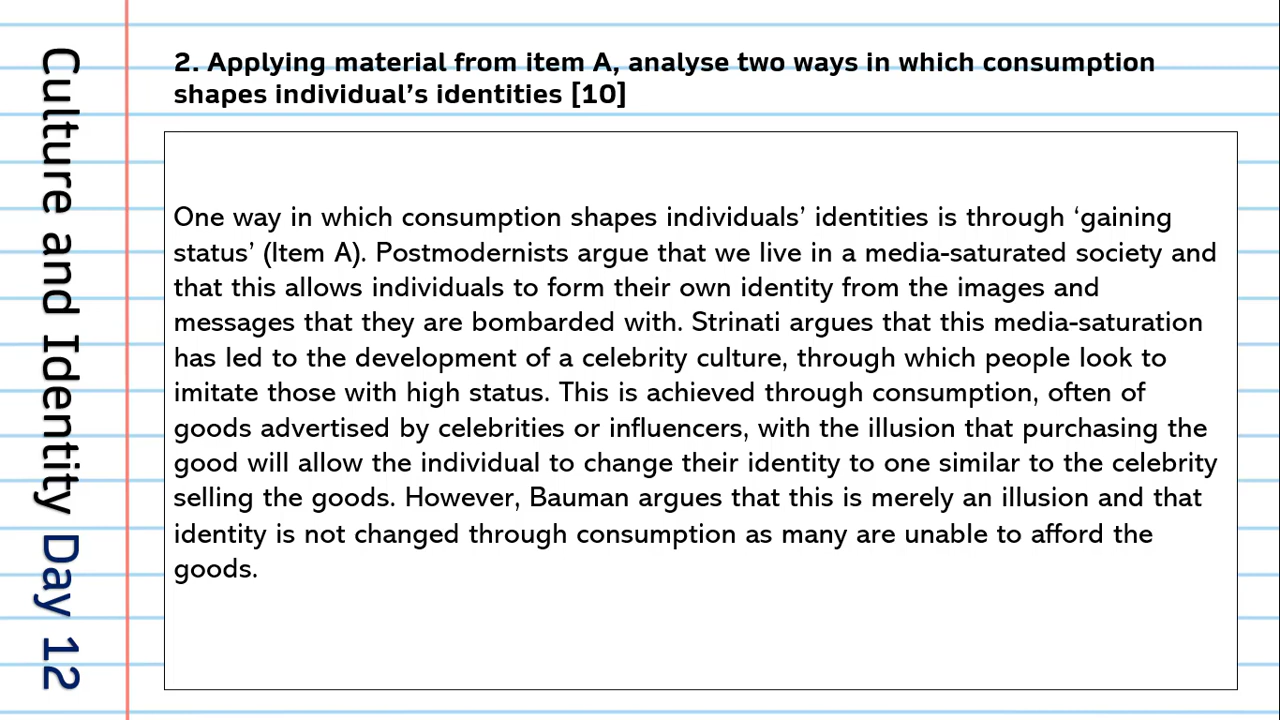 Culture and Identity Day 12
2. Applying material from item A, analyse two ways in which consumption
shapes individual’s identities [10]
One way in which consumption shapes individuals’ identities is through ‘gaining
status’ (Item A). Postmodernists argue that we live in a media-saturated society and
that this allows individuals to form their own identity from the images and
messages that they are bombarded with. Strinati argues that this media-saturation
has led to the development of a celebrity culture, through which people look to
imitate those with high status. This is achieved through consumption, often of
goods advertised by celebrities or influencers, with the illusion that purchasing the
good will allow the individual to change their identity to one similar to the celebrity
selling the goods. However, Bauman argues that this is merely an illusion and that
identity is not changed through consumption as many are unable to afford the
goods.